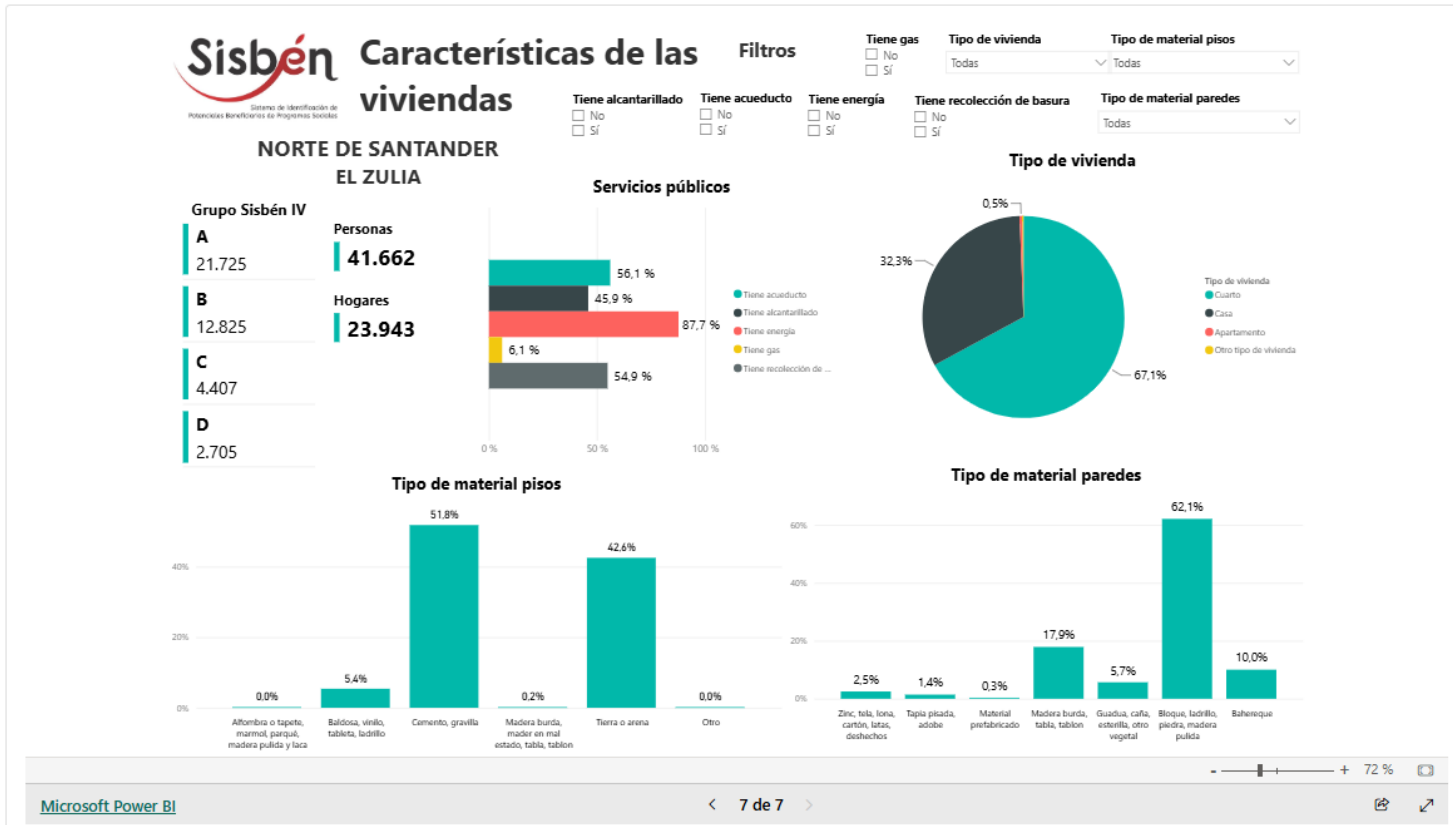 Sisbén
Sistema de Identificación de
Potenciales Beneficiarios de Programas Sociales
Características de las
viviendas
Filtros
Tiene gas
No
Sí
Tipo de vivienda
Todas
Tipo de material pisos
Todas
Tiene alcantarillado
No
Sí
Tiene acueducto
No
Sí
Tiene energía
No
Sí
Tiene recolección de basura
No
Sí
Tipo de material paredes
Todas
NORTE DE SANTANDER
EL ZULIA
Grupo Sisbén IV
A
21.725
B
12.825
C
4.407
D
2.705
Personas
41.662
Hogares
23.943
Servicios públicos
56,1 %
45,9 %
87,7 %
6,1 %
54,9 %
0 %
50 %
100 %
Tiene acueducto
Tiene alcantarillado
Tiene energía
Tiene gas
Tiene recolección de ...
Tipo de vivienda
0,5%
32,3%
67,1%
Tipo de vivienda
Cuarto
Casa
Apartamento
Otro tipo de vivienda
Tipo de material pisos
40%
20%
0%
0,0%
5,4%
51,8%
0,2%
42,6%
0,0%
Alfombra o tapete,
marmol, parqué,
madera pulida y laca
Baldosa, vinilo,
tableta, ladrillo
Cemento, gravilla
Madera burda,
mader en mal
estado, tabla, tablon
Tierra o arena
Otro
Tipo de material paredes
60%
40%
20%
0%
2,5%
1,4%
0,3%
17,9%
5,7%
62,1%
10,0%
Zinc, tela, lona,
cartón, latas,
deshechos
Tapia pisada,
adobe
Material
prefabricado
Madera burda,
tabla, tablon
Guadua, caña,
esterilla, otro
vegetal
Bloque, ladrillo,
piedra, madera
pulida
Bahereque
- + 72 %
Microsoft Power BI
7 de 7